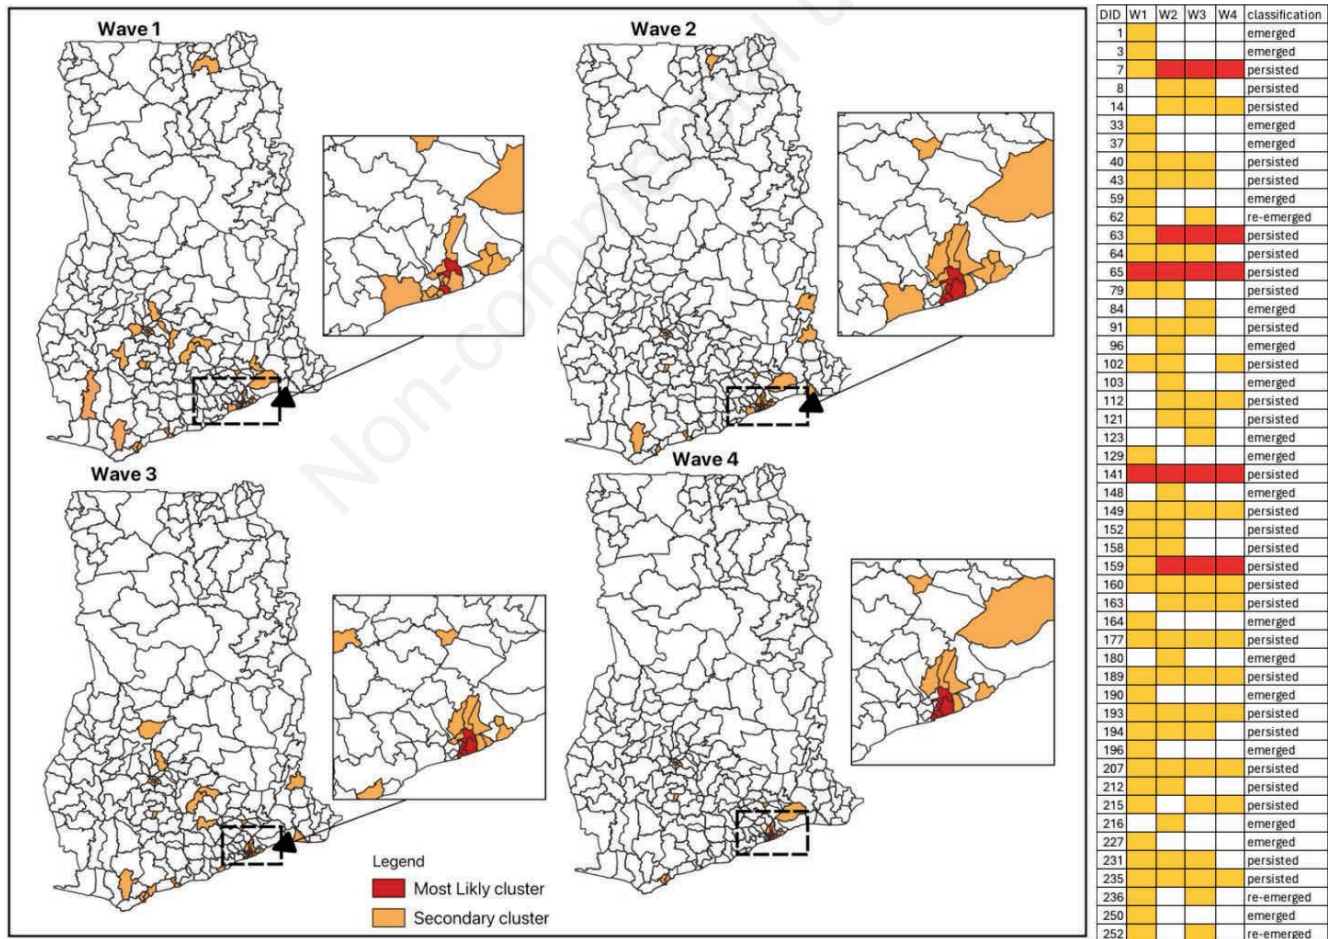 Wave 1
Wave 2
Wave 3
Wave 4
Legend
Most Likly cluster
Secondary cluster
Non-commercial u
DID W1 W2 W3 W4 classification
1 emerged
3 emerged
7 persisted
8 persisted
14 persisted
33 emerged
37 emerged
40 persisted
43 persisted
59 emerged
62 re-emerged
63 persisted
64 persisted
65 persisted
79 persisted
84 emerged
91 persisted
96 emerged
102 persisted
103 emerged
112 persisted
121 persisted
123 emerged
129 emerged
141 persisted
148 emerged
149 persisted
152 persisted
158 persisted
159 persisted
160 persisted
163 persisted
164 emerged
177 persisted
180 emerged
189 persisted
190 emerged
193 persisted
194 persisted
196 emerged
207 persisted
212 persisted
215 persisted
216 emerged
227 emerged
231 persisted
235 persisted
236 re-emerged
250 emerged
252 re-emerged